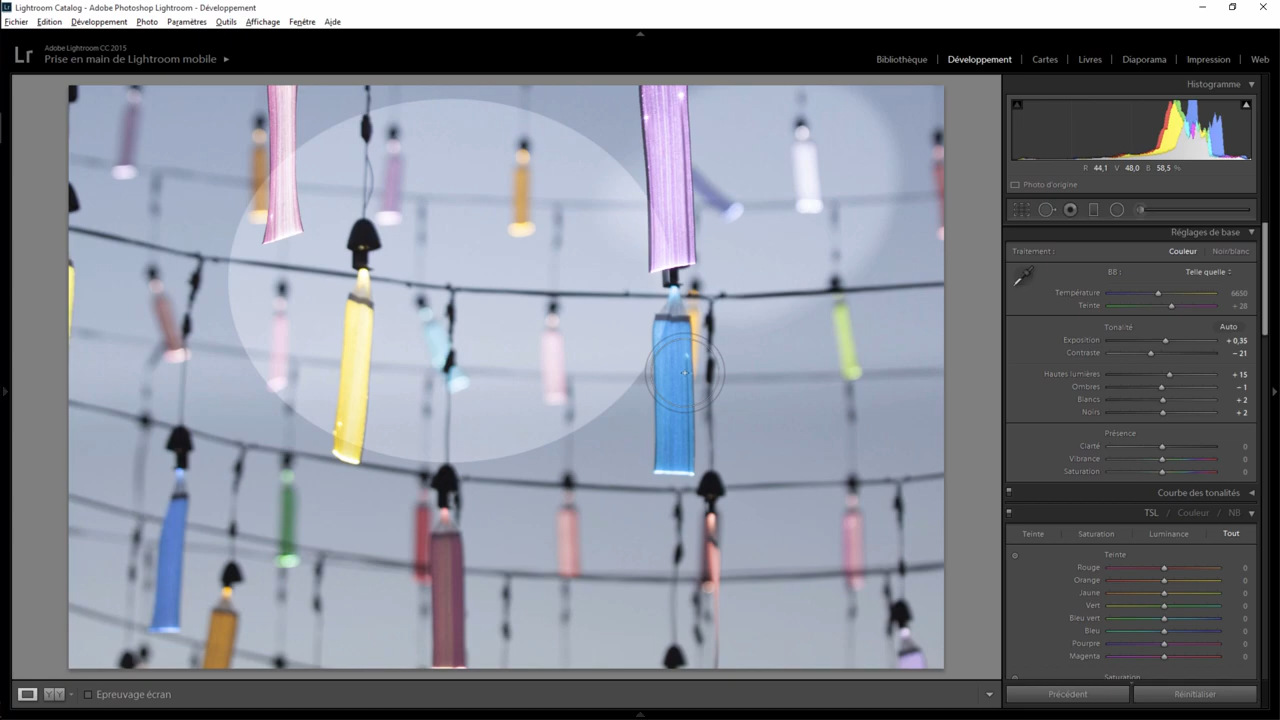 Lightroom Catalog - Adobe Photoshop Lightroom - Développement
Fichier Edition Développement Photo Paramètres Outils Affichage Fenêtre Aide
Lr Adobe Lightroom CC 2015
Prise en main de Lightroom mobile
Bibliothèque Développement Cartes Livres Diaporama Impression Web
Histogramme
R 44,1 V 48,0 B 58,5 %
Photo d'origine
Réglages de base
Traitement : Couleur Noir/blanc
BB : Telle quelle
Température 6650
Teinte + 28
Tonalité Auto
Exposition + 0,35
Contraste − 21
Hautes lumières + 15
Ombres − 1
Blancs + 2
Noirs + 2
Présence
Clarté 0
Vibrance 0
Saturation 0
Courbe des tonalités
TSL / Couleur / NB
Teinte Saturation Luminance Tout
Teinte
Rouge 0
Orange 0
Jaune 0
Vert 0
Bleu vert 0
Bleu 0
Pourpre 0
Magenta 0
Saturation
Y Y Epreuvage écran
Précédent Réinitialiser